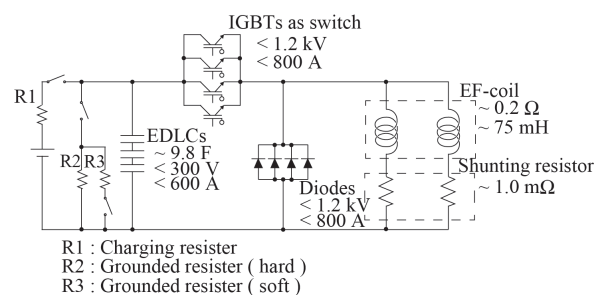 IGBTs as switch
< 1.2 kV
< 800 A
R1
R2
R3
EDLCs
~ 9.8 F
< 300 V
< 600 A
Diodes
< 1.2 kV
< 800 A
EF-coil
~ 0.2 Ω
~ 75 mH
Shunting resistor
~ 1.0 mΩ
R1 : Charging resister
R2 : Grounded resister ( hard )
R3 : Grounded resister ( soft )